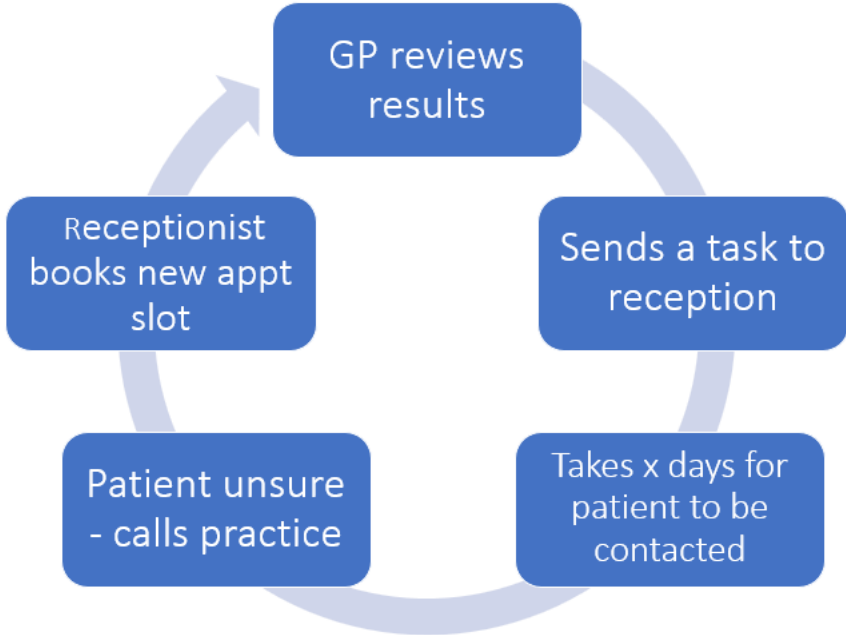 GP reviews
results
Sends a task to
reception
Takes x days for
patient to be
contacted
Patient unsure
- calls practice
Receptionist
books new appt
slot